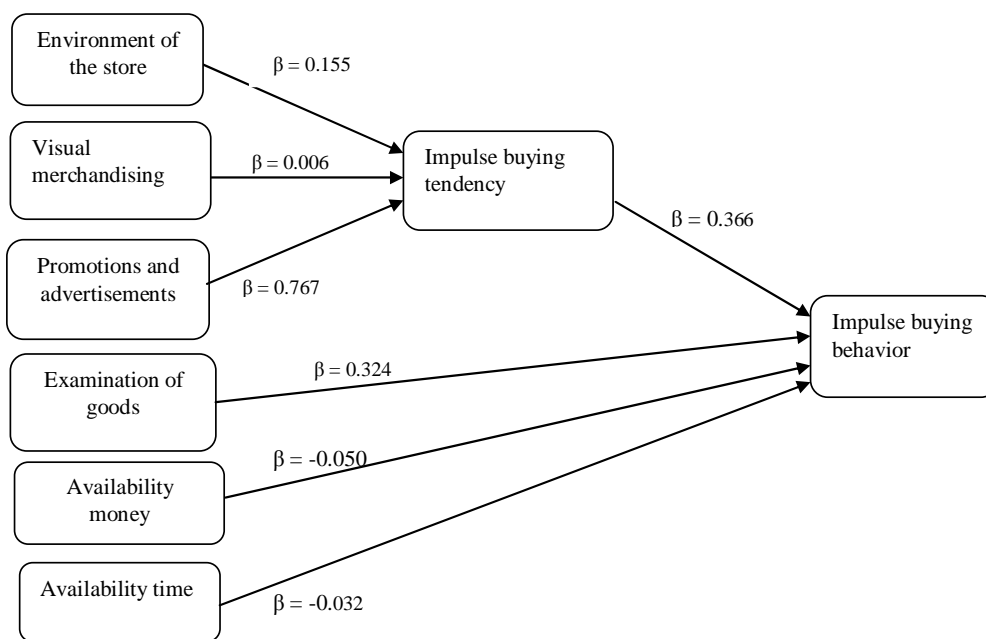 Environment of
the store
β = 0.155
Visual
merchandising
β = 0.006
Impulse buying
tendency
β = 0.366
Promotions and
advertisements
β = 0.767
Impulse buying
behavior
Examination of
goods
β = 0.324
Availability
money
β = -0.050
Availability time
β = -0.032